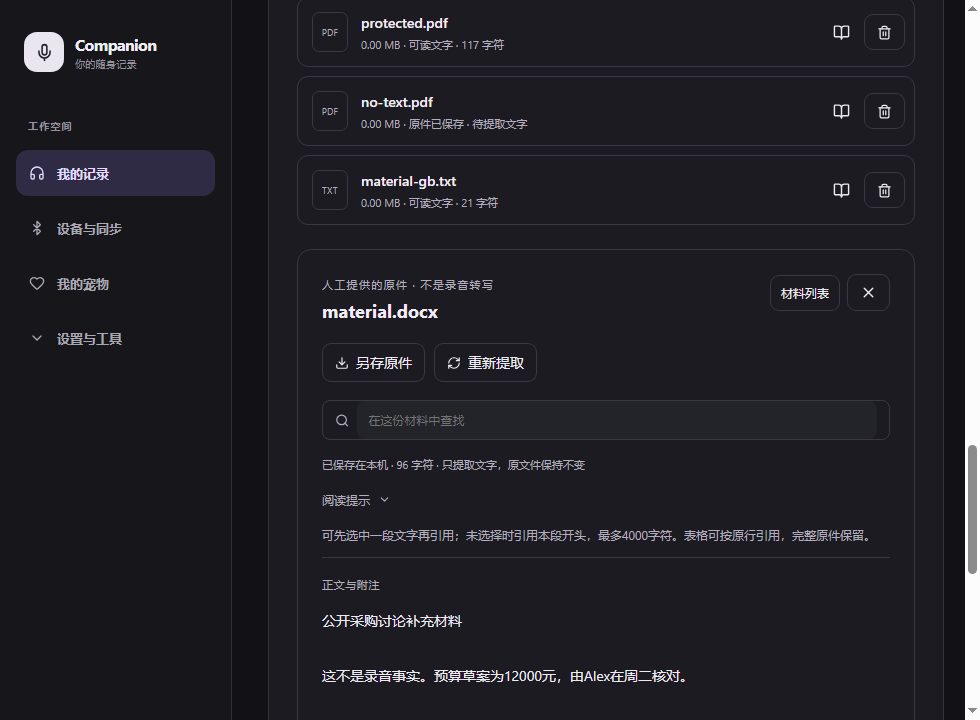 Companion
你的随身记录
工作空间
我的记录
设备与同步
我的宠物
设置与工具
PDF
protected.pdf
0.00 MB · 可读文字 · 117 字符
PDF
no-text.pdf
0.00 MB · 原件已保存 · 待提取文字
TXT
material-gb.txt
0.00 MB · 可读文字 · 21 字符
人工提供的原件 · 不是录音转写
material.docx
材料列表
另存原件
重新提取
在这份材料中查找
已保存在本机 · 96 字符 · 只提取文字，原文件保持不变
阅读提示
可先选中一段文字再引用；未选择时引用本段开头，最多4000字符。表格可按原行引用，完整原件保留。
正文与附注
公开采购讨论补充材料
这不是录音事实。预算草案为12000元，由Alex在周二核对。